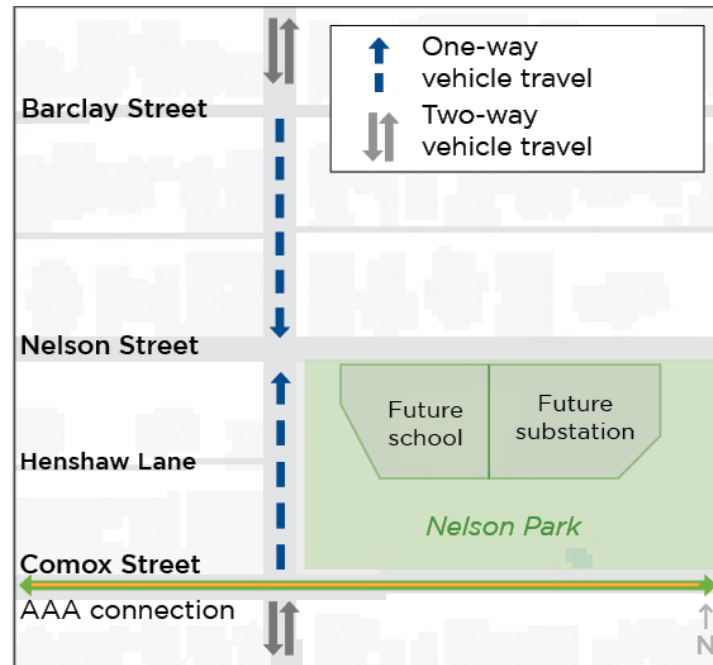 One-way
vehicle travel
Two-way
vehicle travel
Barclay Street
Nelson Street
Future
school
Future
substation
Henshaw Lane
Nelson Park
Comox Street
AAA connection
N